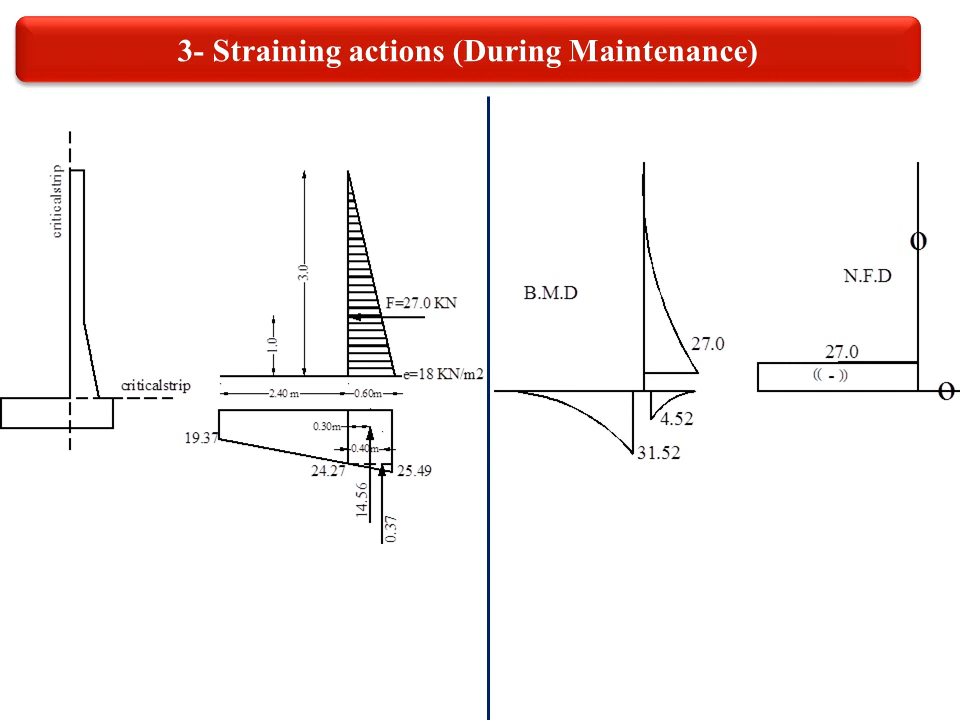 3- Straining actions (During Maintenance)
criticalstrip
criticalstrip
3.0
1.0
F=27.0 KN
e=18 KN/m2
2.40 m
0.60m
0.30m
0.40m
19.37
24.27
25.49
14.56
0.37
B.M.D
27.0
4.52
31.52
N.F.D
O
27.0
(( - ))
O